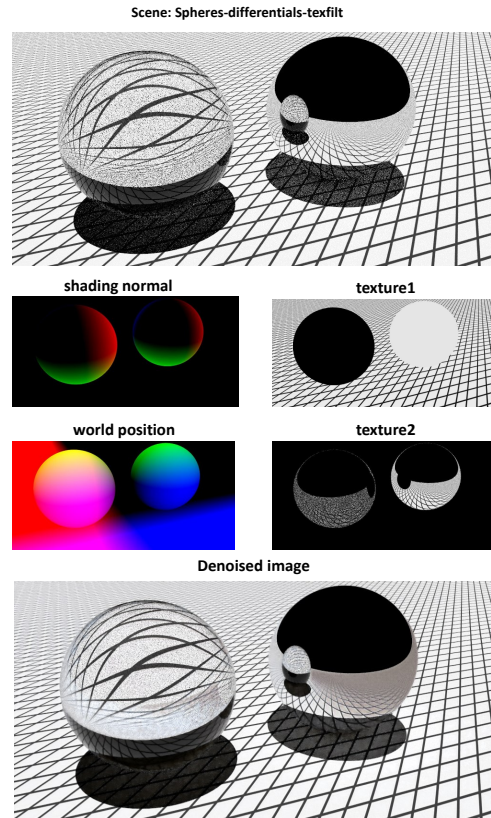 Scene: Spheres-differentials-texfilt
shading normal
texture1
world position
texture2
Denoised image